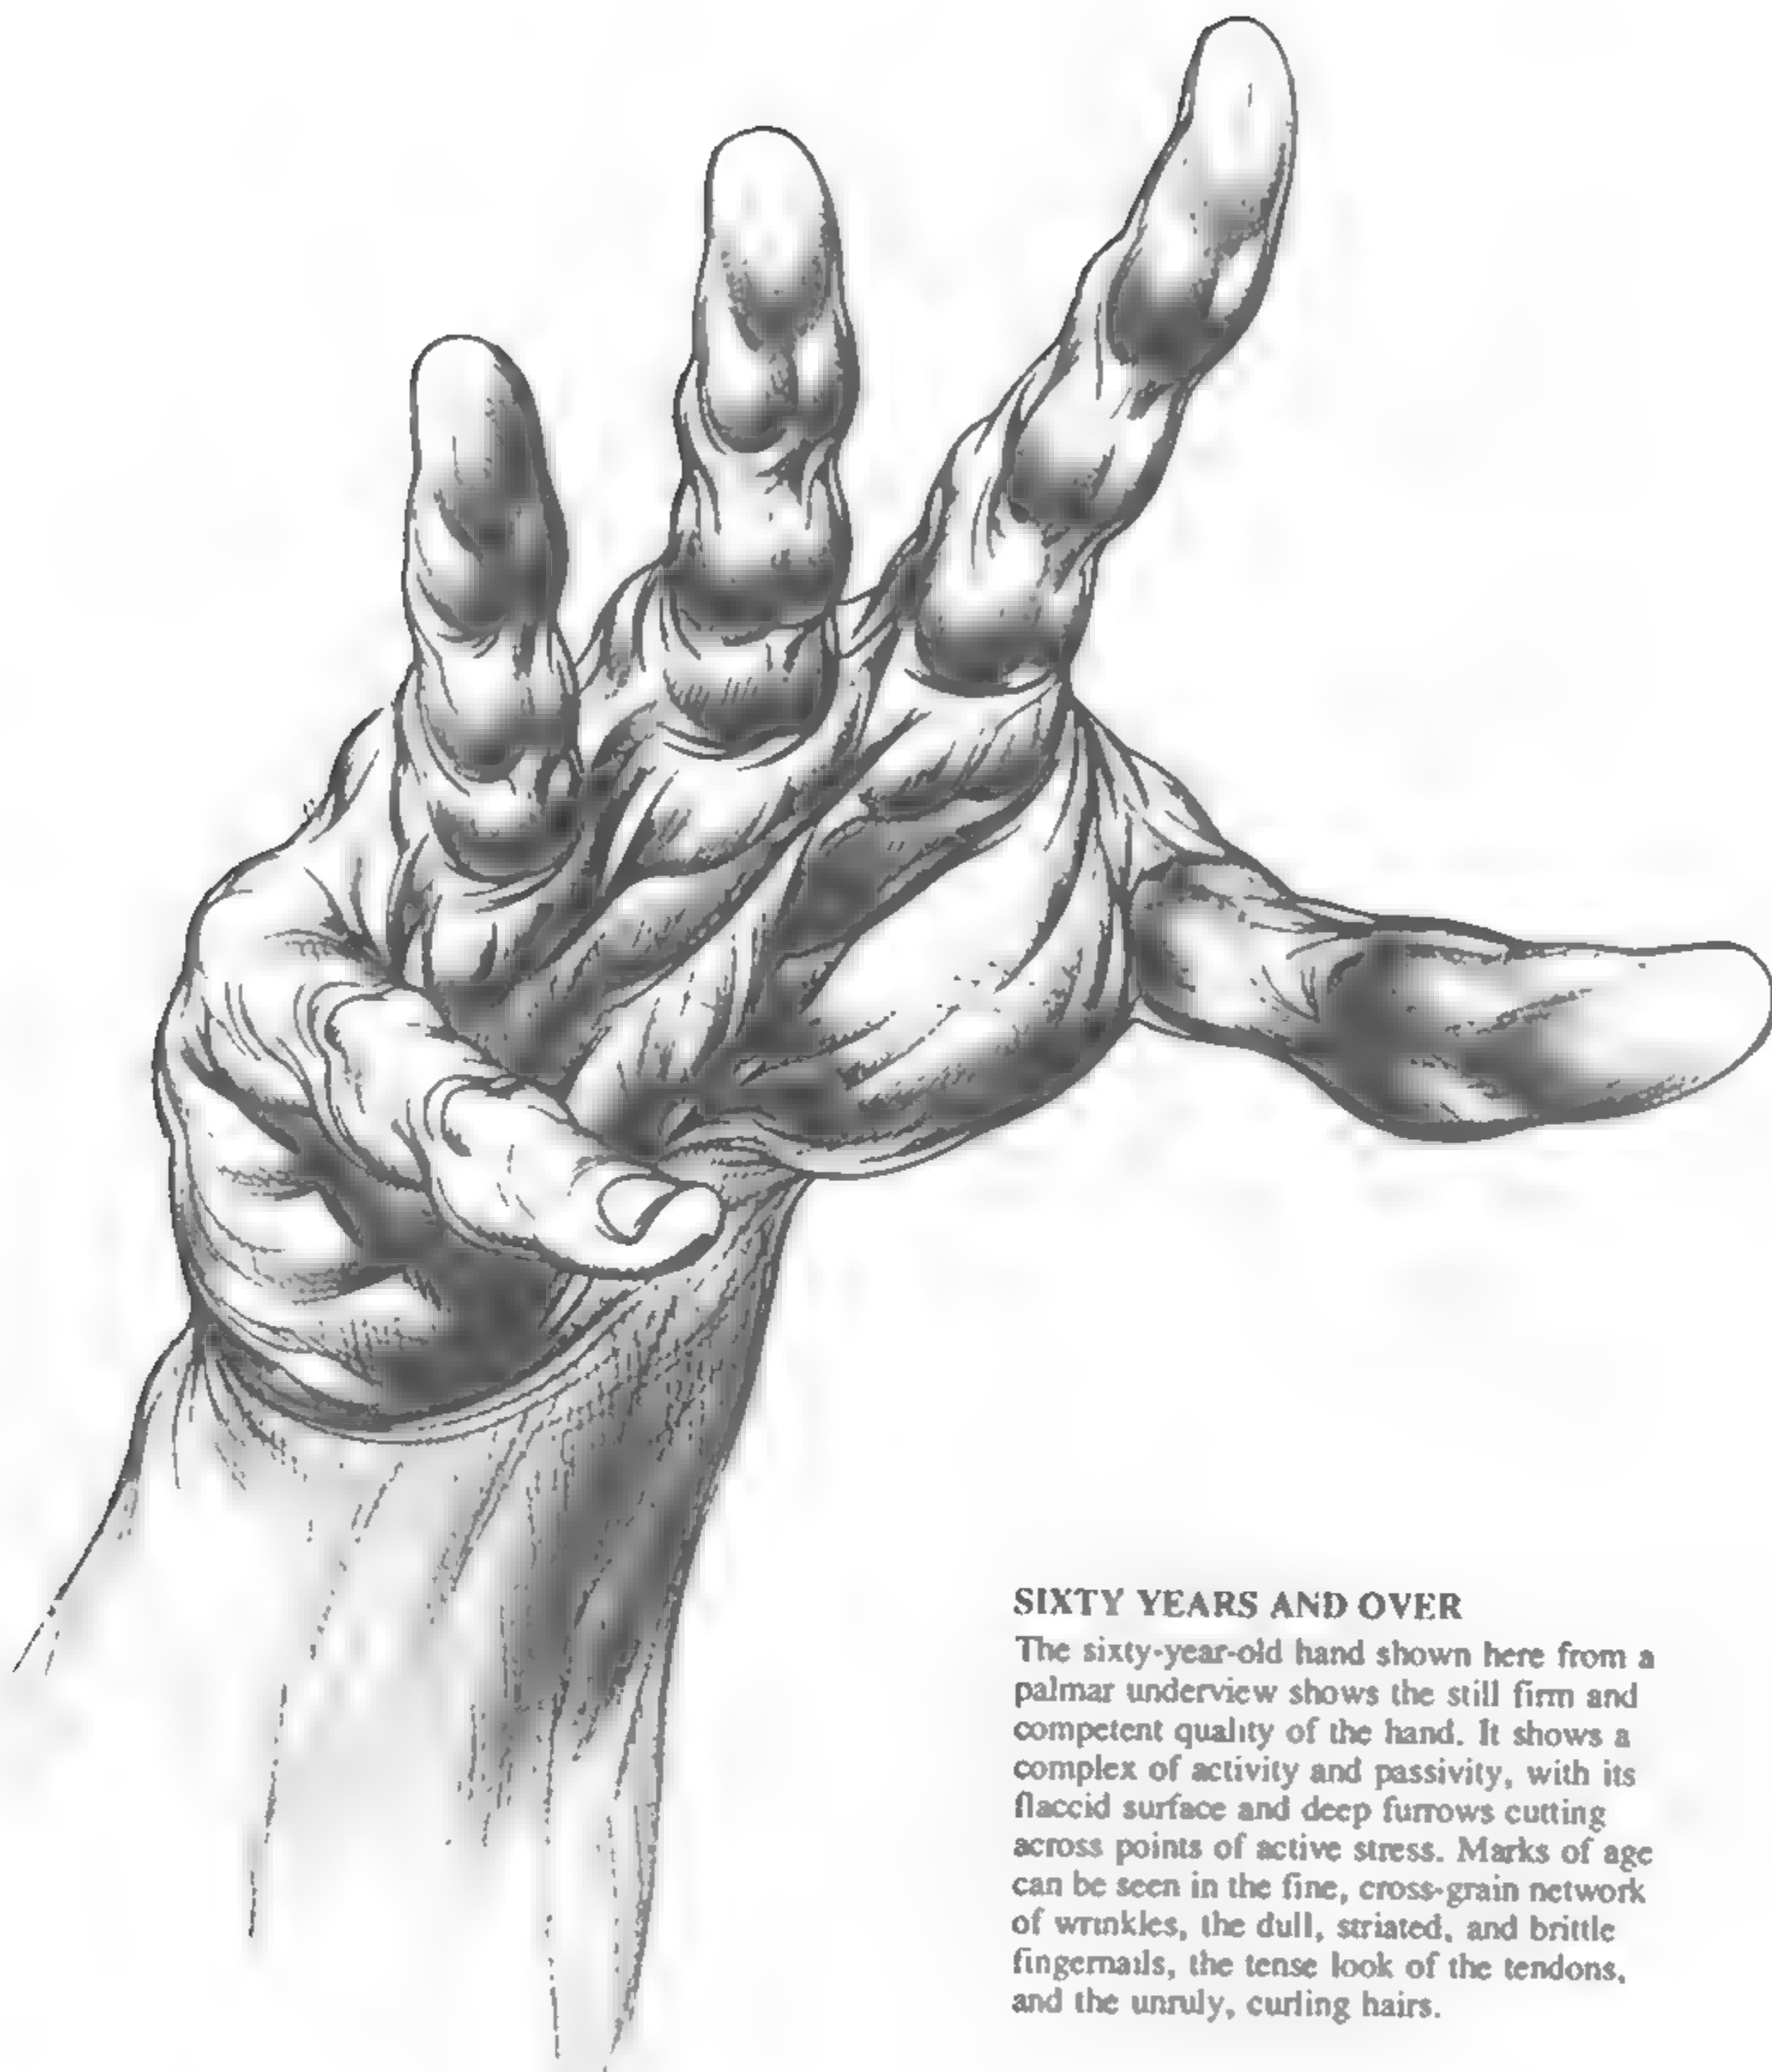 SIXTY YEARS AND OVER
The sixty-year-old hand shown here from a
palmar underview shows the still firm and
competent quality of the hand. It shows a
complex of activity and passivity, with its
flaccid surface and deep furrows cutting
across points of active stress. Marks of age
can be seen in the fine, cross-grain network
of wrinkles, the dull, striated, and brittle
fingernails, the tense look of the tendons,
and the unruly, curling hairs.